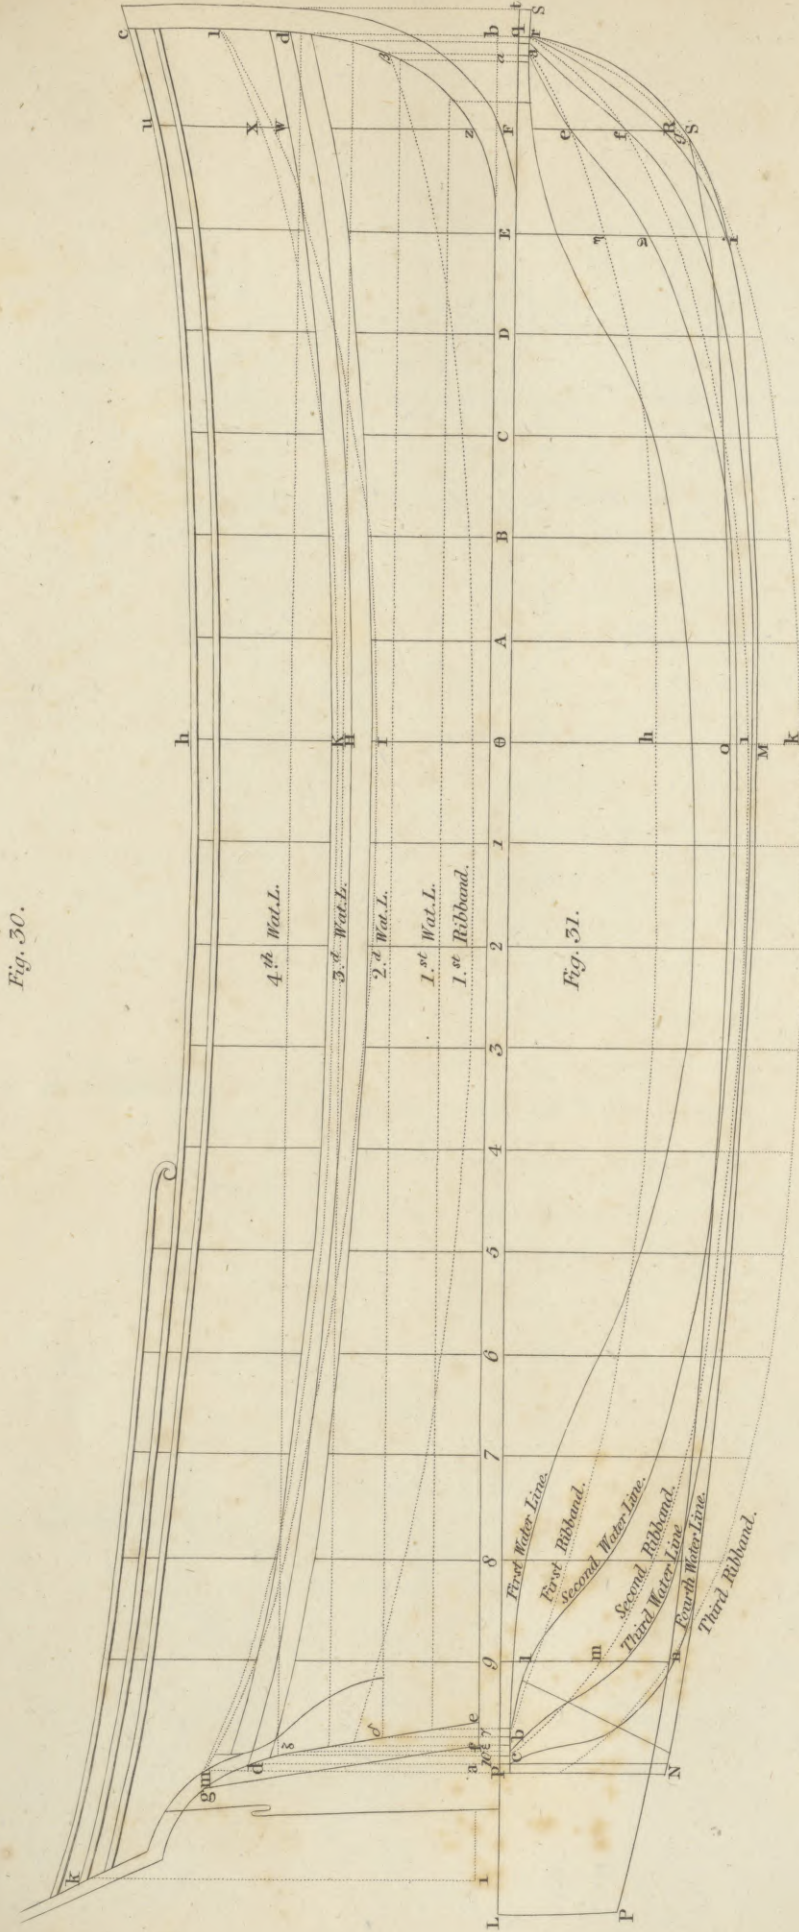 Fig. 30.
4.th Wat. L.
3.d Wat. L.
2.d Wat. L.
1.st Wat. L.
1.st Ribband.
c
u
h
k
1
d
X
w
K
H
f
z
b
a
F
E
D
C
B
A
1
2
3
4
5
6
7
8
9
g
m
d
e
a
L
p
P
N
Fig. 31.
First Water Line.
First Ribband.
Second Water Line.
Second Ribband.
Third Water Line
Fourth Water Line.
Third Ribband.
t
S
q
r
a
e
f
R
g
S
h
o
1
M
k
b
c
l
m
n